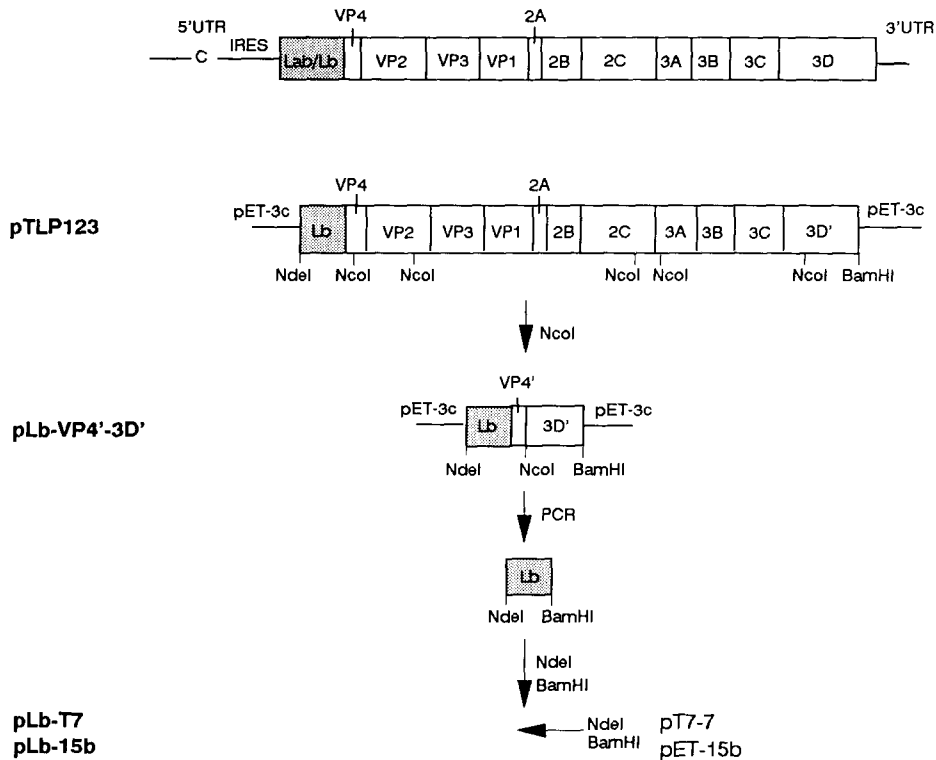 VP4 2A
5'UTR 3'UTR
C IRES
Lab/Lb VP2 VP3 VP1 2B 2C 3A 3B 3C 3D
VP4 2A
pTLP123 pET-3c pET-3c
Lb VP2 VP3 VP1 2B 2C 3A 3B 3C 3D'
NdeI NcoI NcoI NcoI NcoI NcoI BamHI
NcoI
VP4'
pLb-VP4'-3D' pET-3c pET-3c
Lb 3D'
NdeI NcoI BamHI
PCR
Lb
NdeI BamHI
NdeI
BamHI
pLb-T7 NdeI pT7-7
pLb-15b BamHI pET-15b